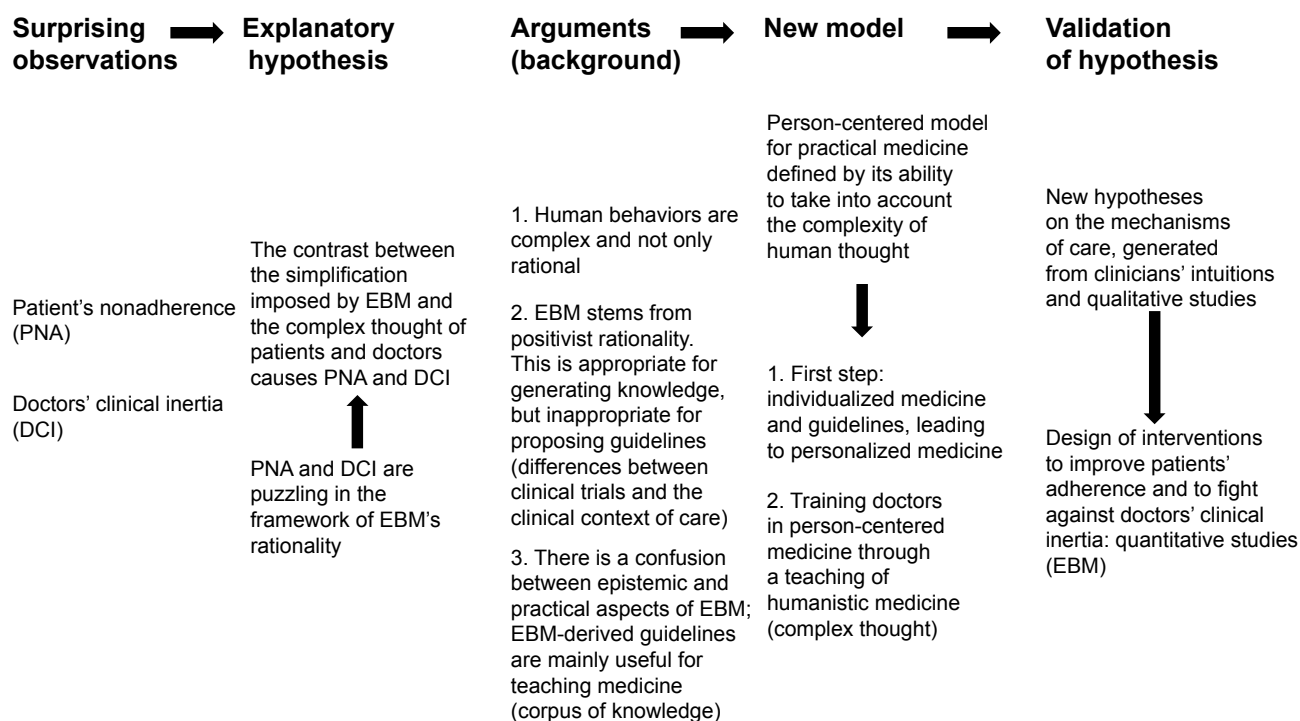 Surprising
observations
Explanatory
hypothesis
Arguments
(background)
New model
Validation
of hypothesis
Patient's nonadherence
(PNA)
Doctors' clinical inertia
(DCI)
The contrast between
the simplification
imposed by EBM and
the complex thought of
patients and doctors
causes PNA and DCI
PNA and DCI are
puzzling in the
framework of EBM's
rationality
1. Human behaviors are
complex and not only
rational
2. EBM stems from
positivist rationality.
This is appropriate for
generating knowledge,
but inappropriate for
proposing guidelines
(differences between
clinical trials and the
clinical context of care)
3. There is a confusion
between epistemic and
practical aspects of EBM;
EBM-derived guidelines
are mainly useful for
teaching medicine
(corpus of knowledge)
Person-centered model
for practical medicine
defined by its ability
to take into account
the complexity of
human thought
1. First step:
individualized medicine
and guidelines, leading
to personalized medicine
2. Training doctors
in person-centered
medicine through
a teaching of
humanistic medicine
(complex thought)
New hypotheses
on the mechanisms
of care, generated
from clinicians' intuitions
and qualitative studies
Design of interventions
to improve patients'
adherence and to fight
against doctors' clinical
inertia: quantitative studies
(EBM)